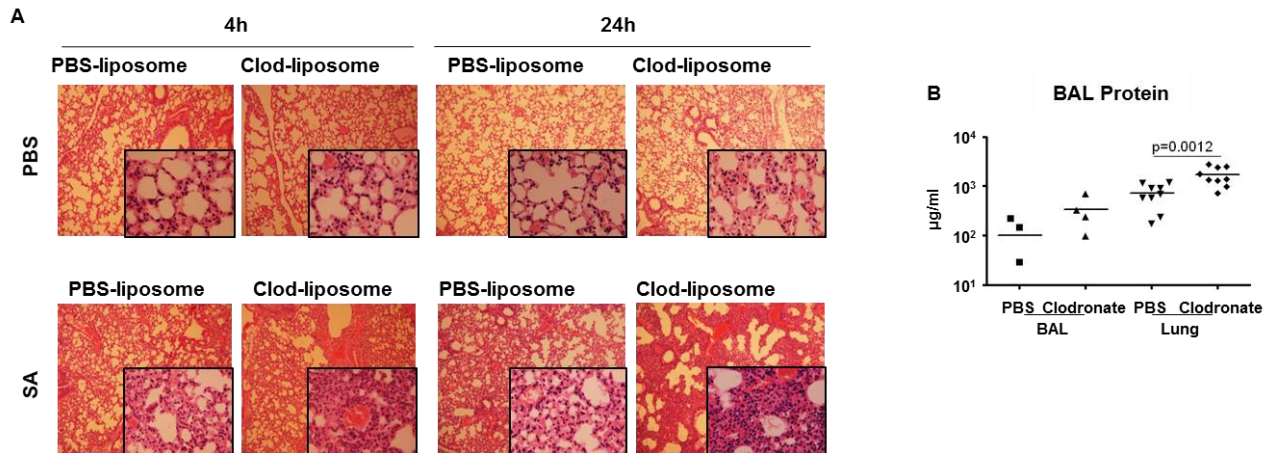 A
4h
24h
PBS-liposome Clod-liposome PBS-liposome Clod-liposome
PBS
PBS-liposome Clod-liposome PBS-liposome Clod-liposome
SA
B
BAL Protein
p=0.0012
µg/ml
10⁴
10³
10²
10¹
PBS Clodronate PBS Clodronate
BAL Lung